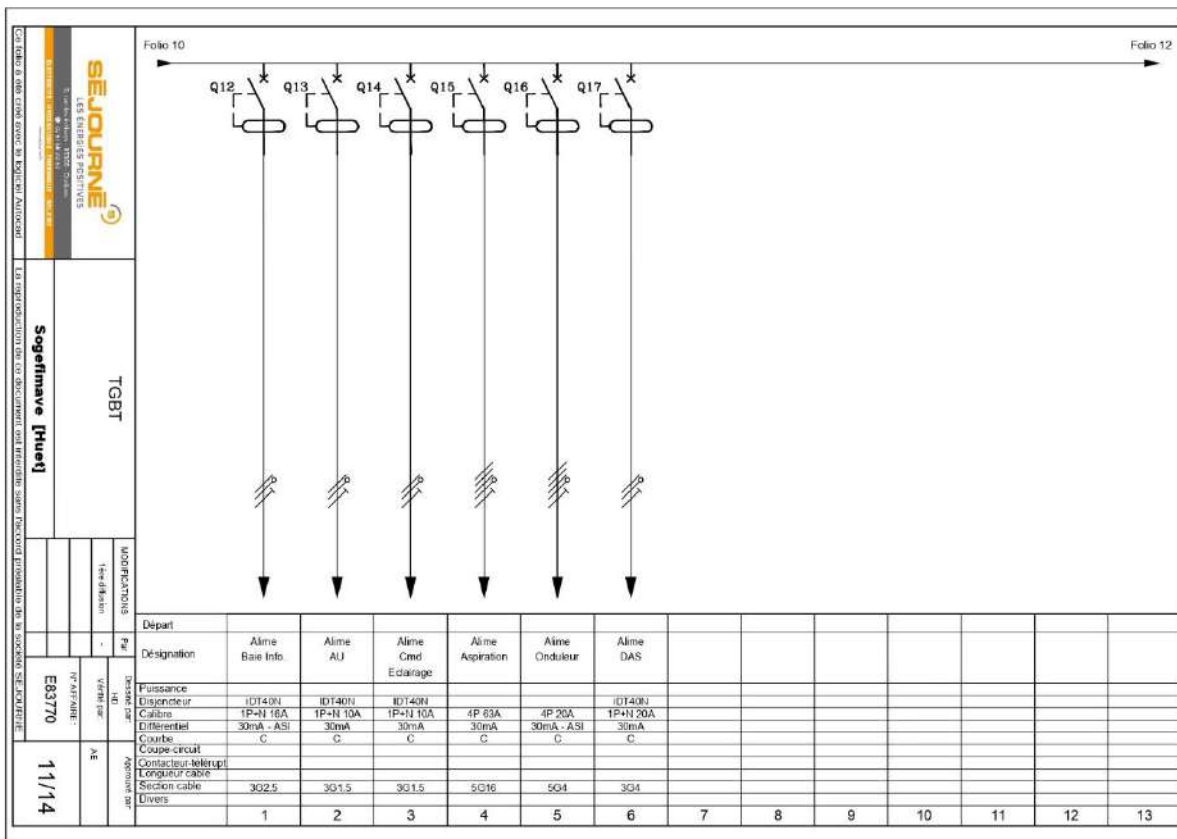 Folio 10
Folio 12
Q12 Q13 Q14 Q15 Q16 Q17
SÉJOURNÉ
LES ÉNERGIES POSITIVES
TGBT
Sogefimave [Huet]
MODIFICATIONS Par
1ère diffusion -
Dessiné par: HD
Vérifié par:
Approuvé par: AE
N° AFFAIRE:
E83770
11/14
Ce folio a été créé avec le logiciel Autocad
La reproduction de ce document est interdite sans l'accord préalable de la société SEJOURNE
Départ
Désignation
Alime Baie Info.
Alime AU
Alime Cmd Eclairage
Alime Aspiration
Alime Onduleur
Alime DAS
Puissance
Disjoncteur IDT40N IDT40N IDT40N IDT40N
Calibre 1P+N 16A 1P+N 10A 1P+N 10A 4P 63A 4P 20A 1P+N 20A
Différentiel 30mA - ASI 30mA 30mA 30mA 30mA - ASI 30mA
Courbe C C C C C C
Coupe-circuit
Contacteur-télérupt
Longueur cable
Section cable 3G2.5 3G1.5 3G1.5 5G16 5G4 3G4
Divers
1 2 3 4 5 6 7 8 9 10 11 12 13